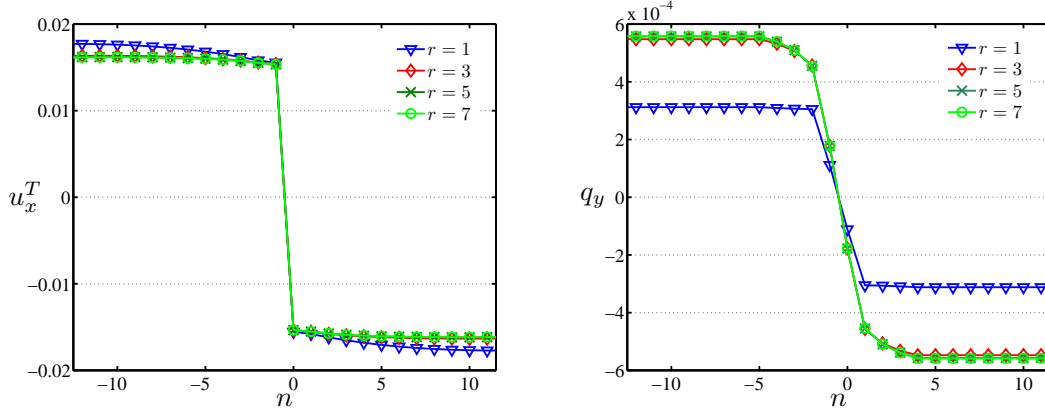 0.02
0.01
0
−0.01
−0.02
u_x^T
−10
−5
0
5
10
n
r = 1
r = 3
r = 5
r = 7
6 x 10⁻⁴
4
2
0
−2
−4
−6
q_y
−10
−5
0
5
10
n
r = 1
r = 3
r = 5
r = 7